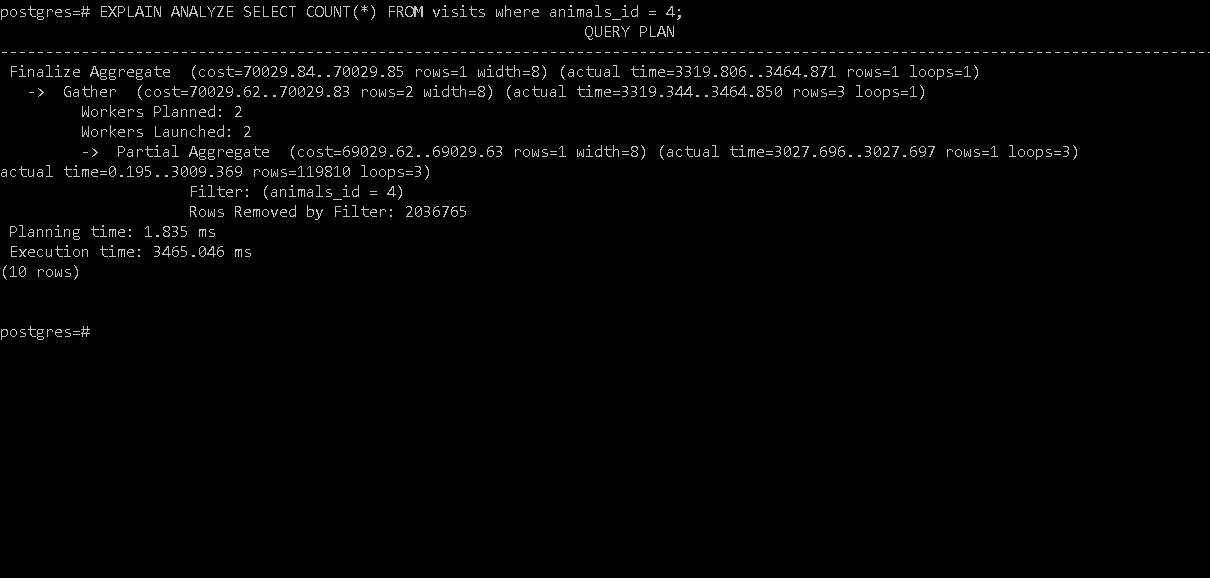 postgres=# EXPLAIN ANALYZE SELECT COUNT(*) FROM visits where animals_id = 4;
QUERY PLAN
--------------------------------------------------------------------------------------------------------------------------------------
Finalize Aggregate  (cost=70029.84..70029.85 rows=1 width=8) (actual time=3319.806..3464.871 rows=1 loops=1)
->  Gather  (cost=70029.62..70029.83 rows=2 width=8) (actual time=3319.344..3464.850 rows=3 loops=1)
Workers Planned: 2
Workers Launched: 2
->  Partial Aggregate  (cost=69029.62..69029.63 rows=1 width=8) (actual time=3027.696..3027.697 rows=1 loops=3)
actual time=0.195..3009.369 rows=119810 loops=3)
Filter: (animals_id = 4)
Rows Removed by Filter: 2036765
Planning time: 1.835 ms
Execution time: 3465.046 ms
(10 rows)
postgres=#